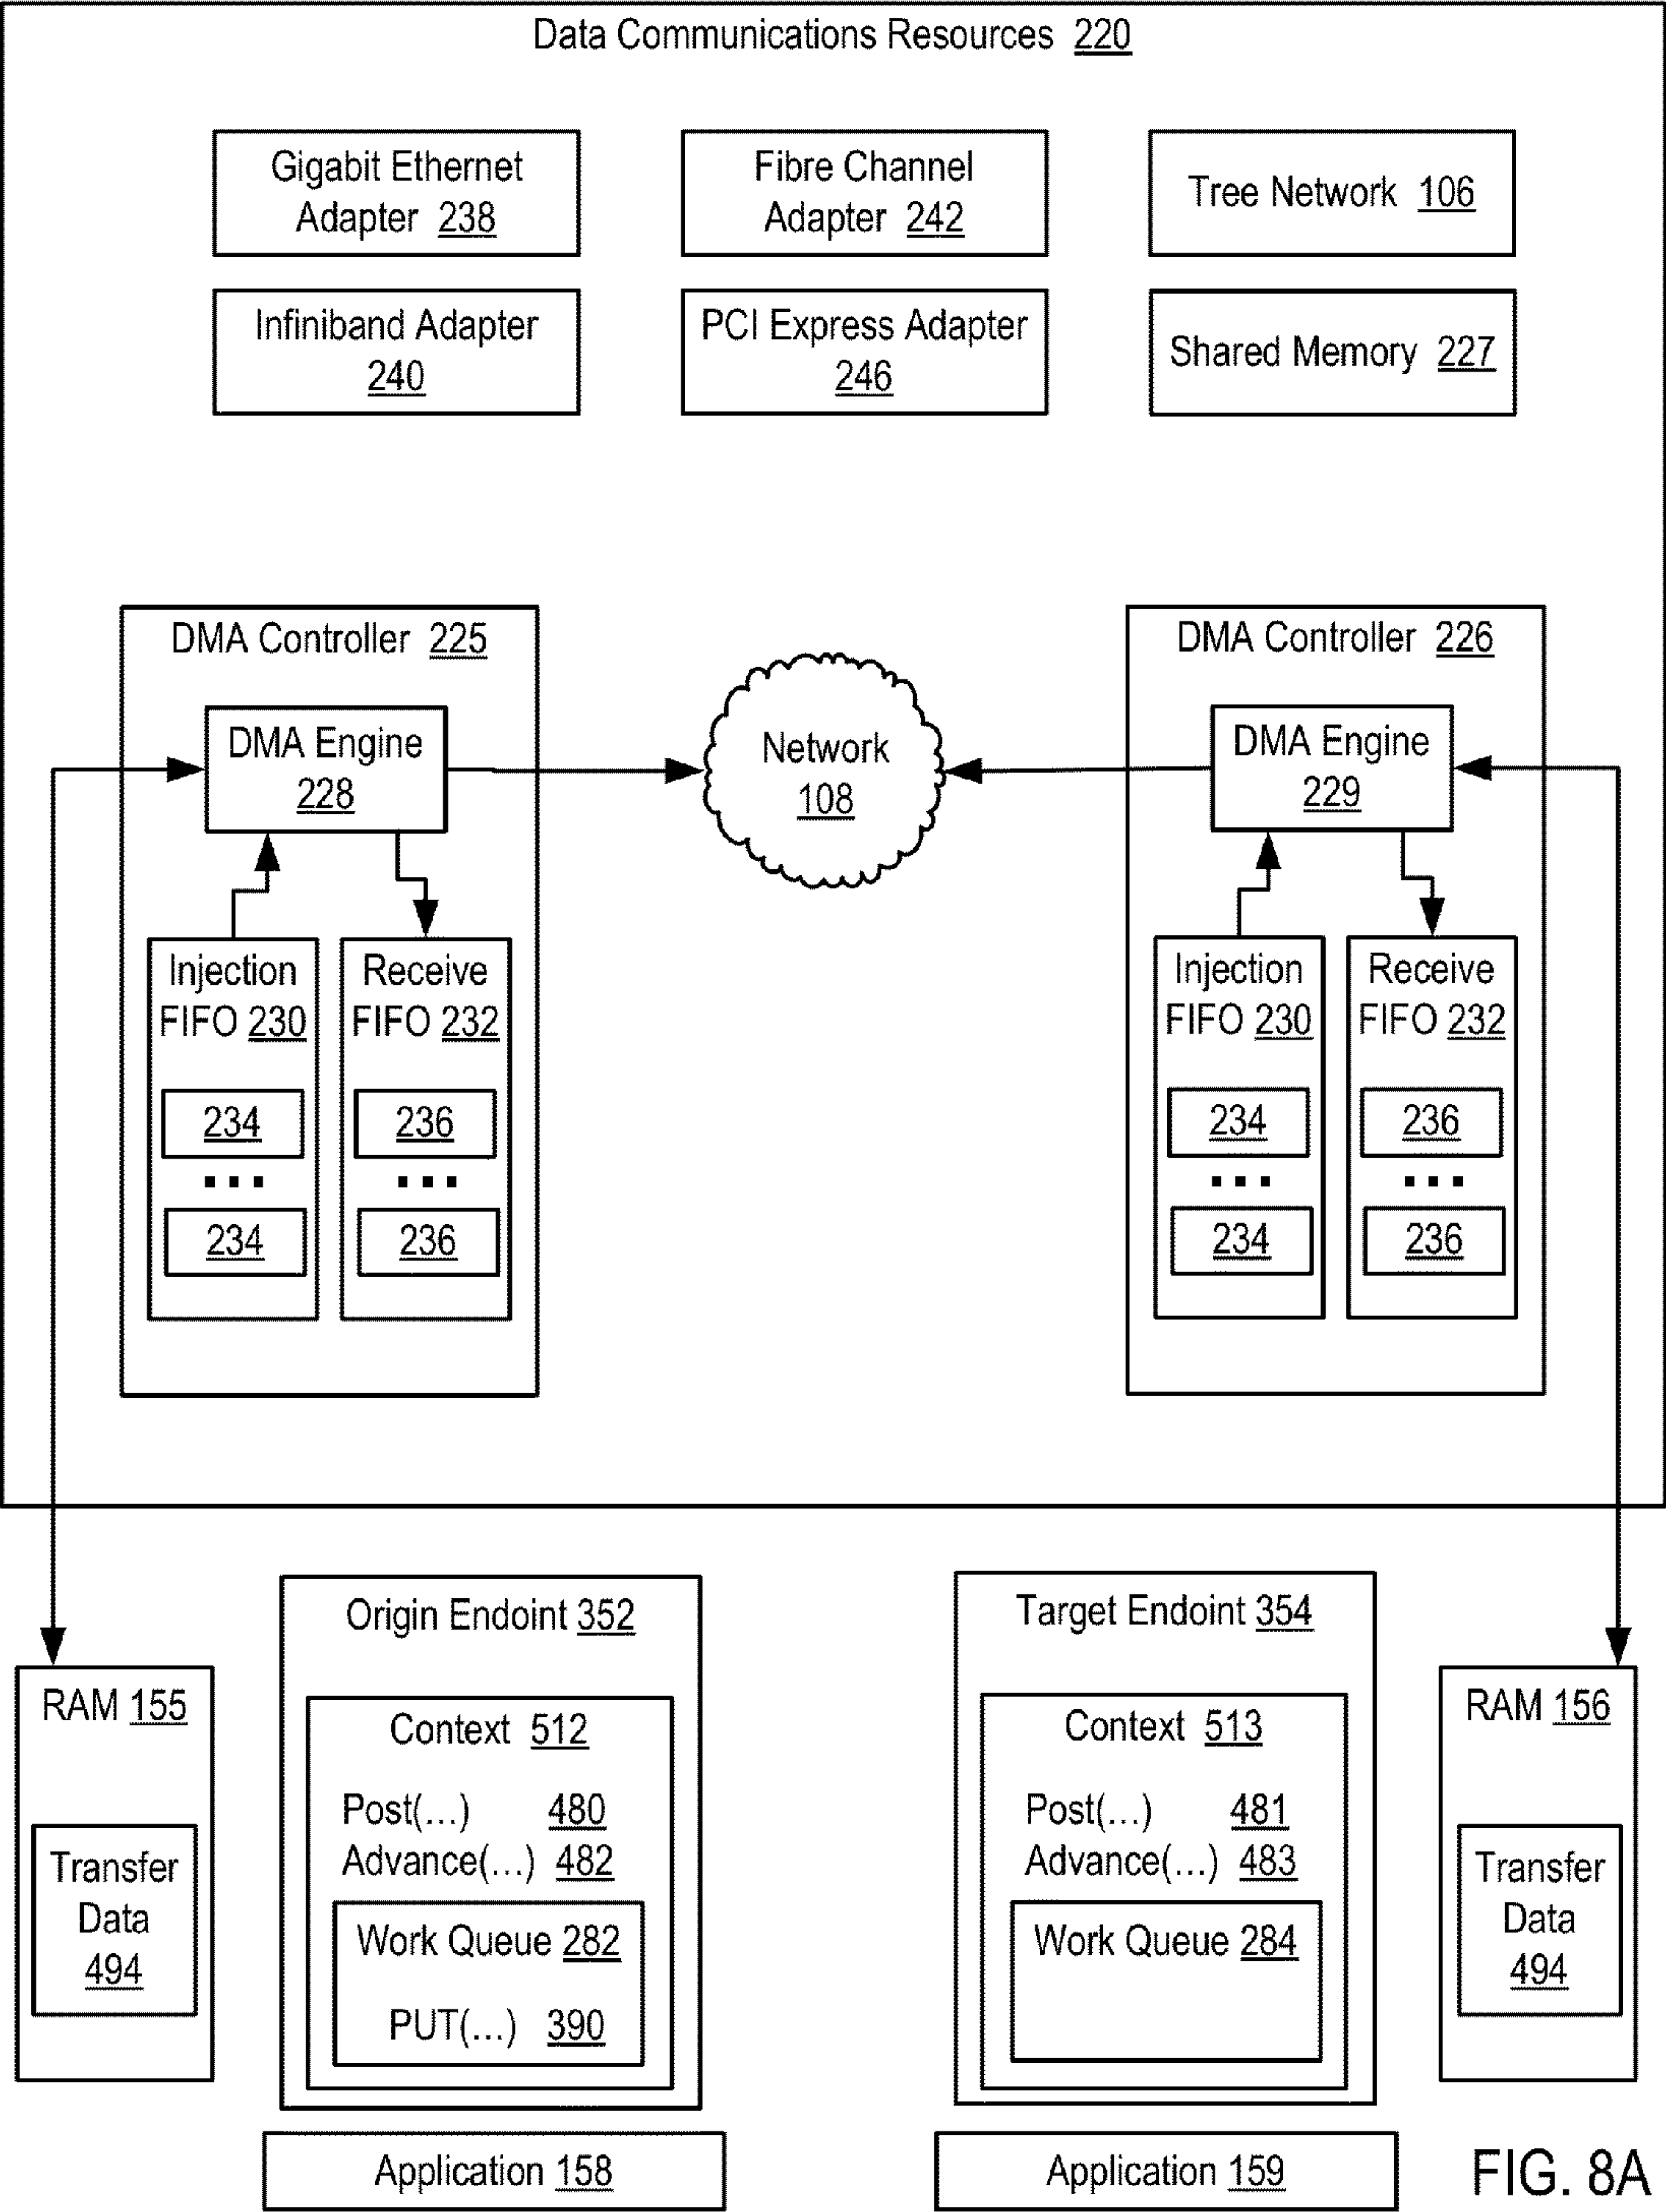 Data Communications Resources 220
Gigabit Ethernet
Adapter 238
Fibre Channel
Adapter 242
Tree Network 106
Infiniband Adapter
240
PCI Express Adapter
246
Shared Memory 227
DMA Controller 225
DMA Engine
228
Injection
FIFO 230
234
...
234
Receive
FIFO 232
236
...
236
Network
108
DMA Controller 226
DMA Engine
229
Injection
FIFO 230
234
...
234
Receive
FIFO 232
236
...
236
RAM 155
Transfer
Data
494
Origin Endoint 352
Context 512
Post(...) 480
Advance(...) 482
Work Queue 282
PUT(...) 390
Application 158
Target Endoint 354
Context 513
Post(...) 481
Advance(...) 483
Work Queue 284
Application 159
RAM 156
Transfer
Data
494
FIG. 8A